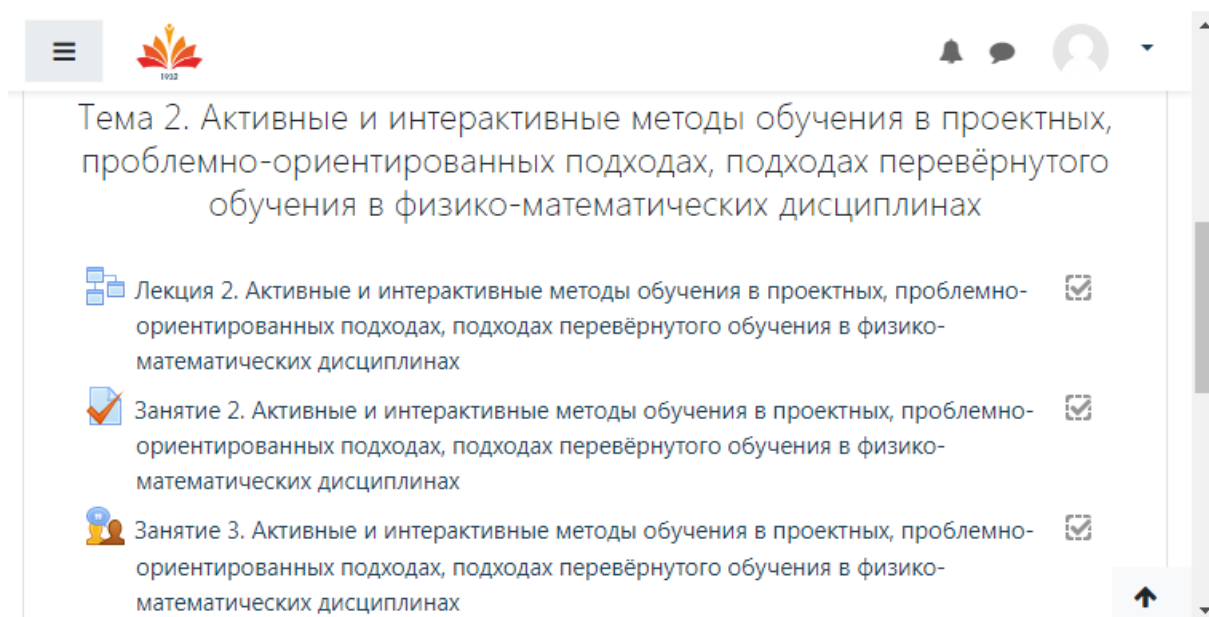 1932
Тема 2. Активные и интерактивные методы обучения в проектных,
проблемно-ориентированных подходах, подходах перевёрнутого
обучения в физико-математических дисциплинах
Лекция 2. Активные и интерактивные методы обучения в проектных, проблемно-
ориентированных подходах, подходах перевёрнутого обучения в физико-
математических дисциплинах
Занятие 2. Активные и интерактивные методы обучения в проектных, проблемно-
ориентированных подходах, подходах перевёрнутого обучения в физико-
математических дисциплинах
Занятие 3. Активные и интерактивные методы обучения в проектных, проблемно-
ориентированных подходах, подходах перевёрнутого обучения в физико-
математических дисциплинах